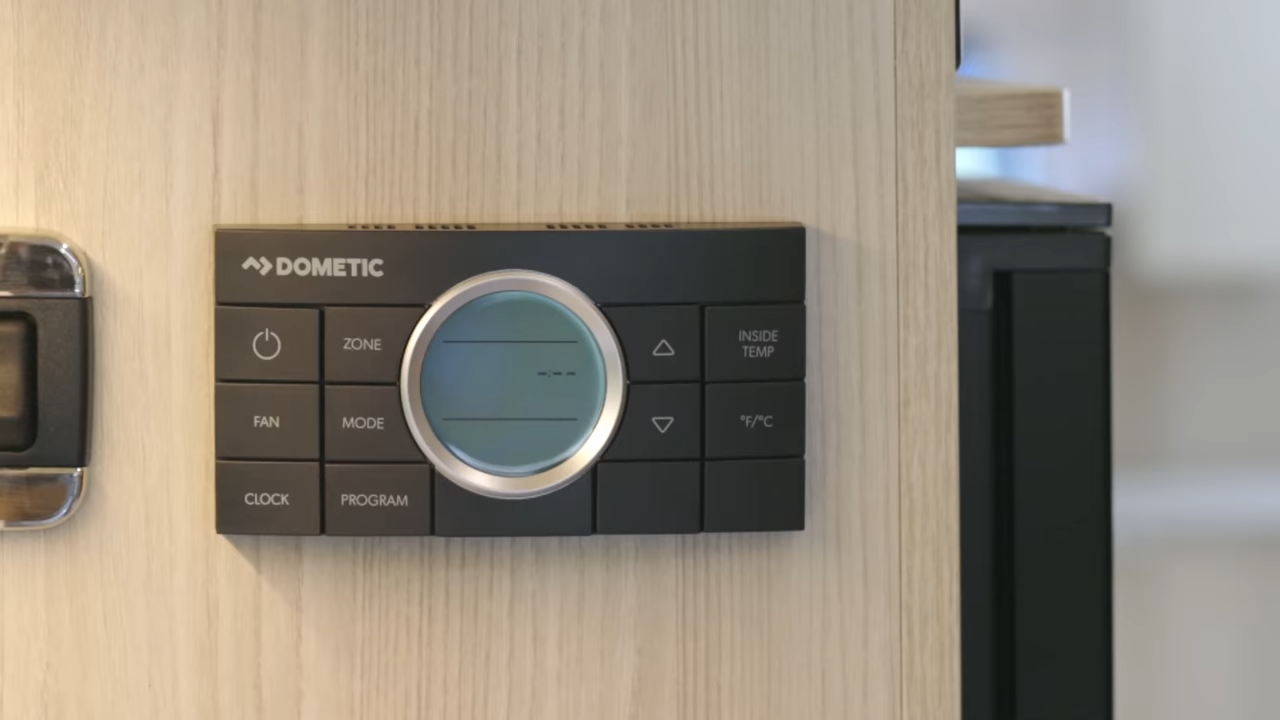 DOMETIC
ZONE
INSIDE
TEMP
--:-- --
FAN
MODE
°F/°C
CLOCK
PROGRAM